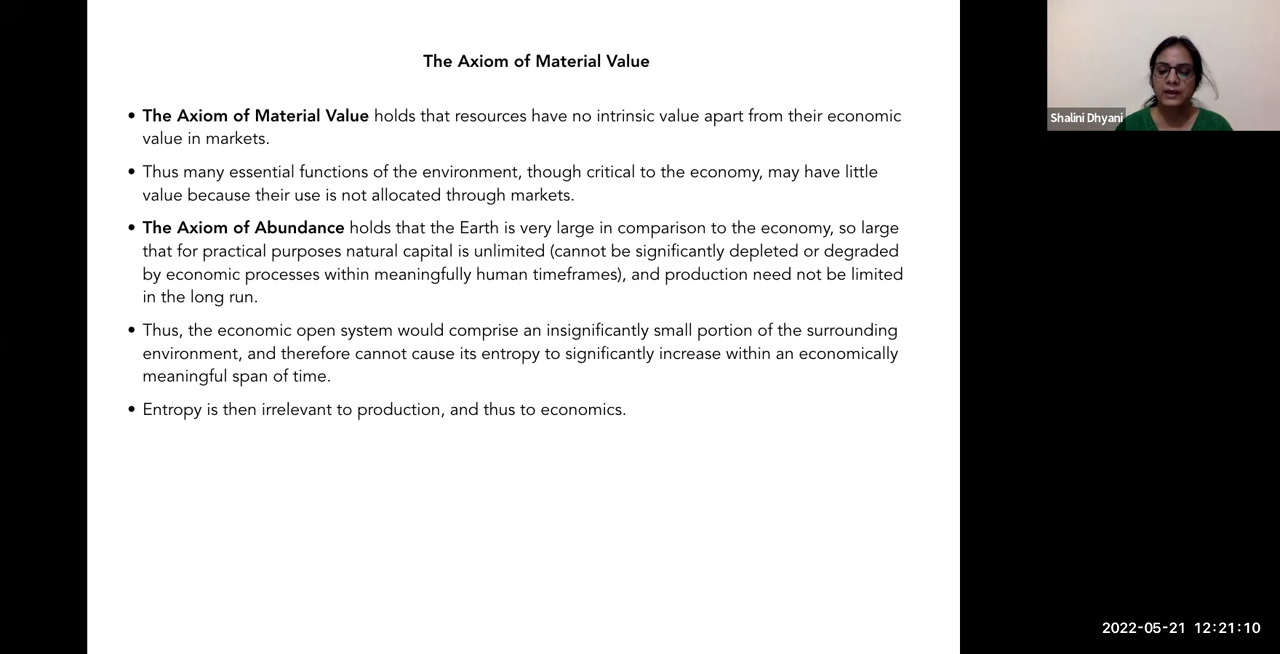 The Axiom of Material Value
• The Axiom of Material Value holds that resources have no intrinsic value apart from their economic
value in markets.
• Thus many essential functions of the environment, though critical to the economy, may have little
value because their use is not allocated through markets.
• The Axiom of Abundance holds that the Earth is very large in comparison to the economy, so large
that for practical purposes natural capital is unlimited (cannot be significantly depleted or degraded
by economic processes within meaningfully human timeframes), and production need not be limited
in the long run.
• Thus, the economic open system would comprise an insignificantly small portion of the surrounding
environment, and therefore cannot cause its entropy to significantly increase within an economically
meaningful span of time.
• Entropy is then irrelevant to production, and thus to economics.
Shalini Dhyani
2022-05-21 12:21:10